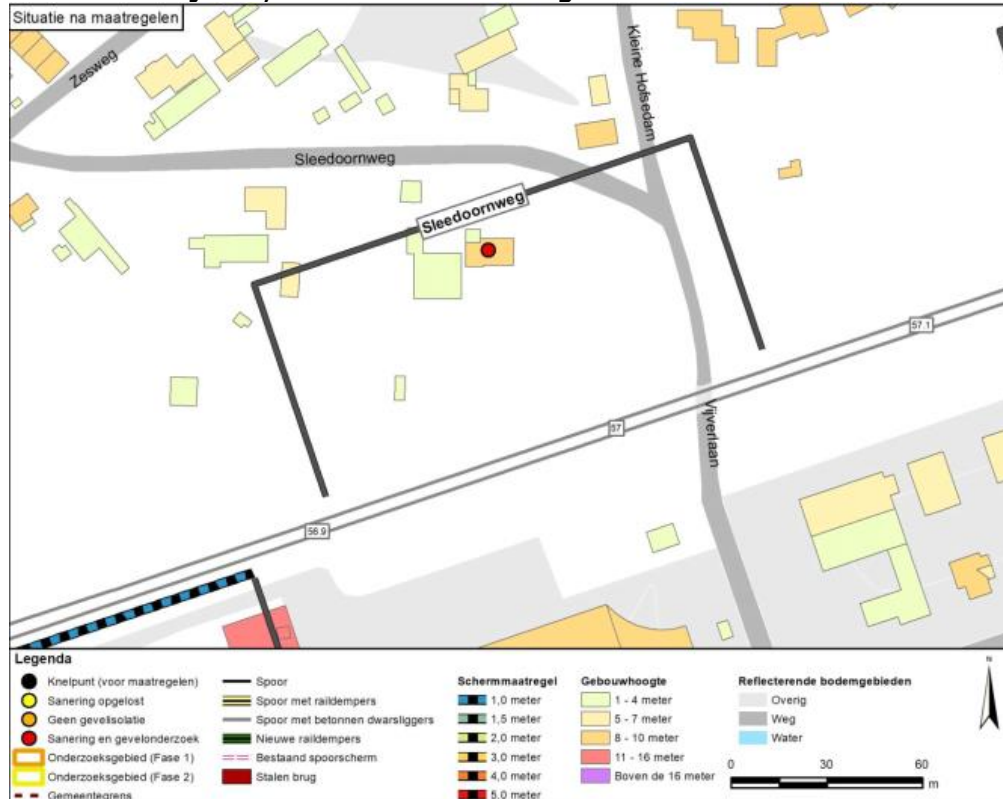 Situatie na maatregelen
Zesweg
Kleine Hofsedam
Sleedoornweg
Sleedoornweg
57.1
57
Vijverlaan
56.9
Legenda
Knelpunt (voor maatregelen)
Sanering opgelost
Geen gevelisolatie
Sanering en gevelonderzoek
Onderzoeksgebied (Fase 1)
Onderzoeksgebied (Fase 2)
Gemeentegrens
Spoor
Spoor met raildempers
Spoor met betonnen dwarsliggers
Nieuwe raildempers
Bestaand spoorscherm
Stalen brug
Schermmaatregel
1,0 meter
1,5 meter
2,0 meter
3,0 meter
4,0 meter
5,0 meter
Gebouwhoogte
1 - 4 meter
5 - 7 meter
8 - 10 meter
11 - 16 meter
Boven de 16 meter
Reflecterende bodemgebieden
Overig
Weg
Water
N
0 30 60
m